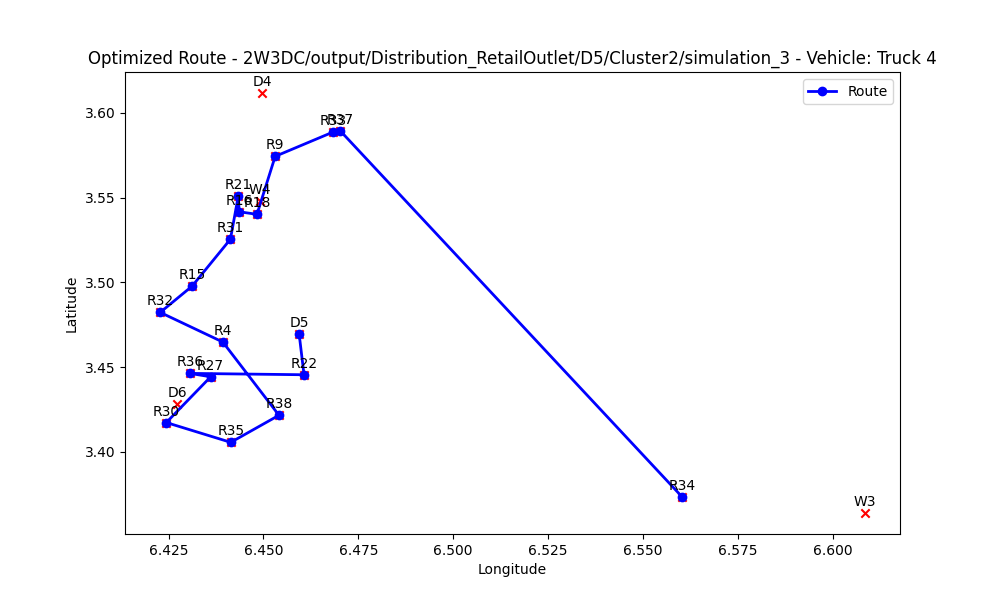 Optimized Route - 2W3DC/output/Distribution_RetailOutlet/D5/Cluster2/simulation_3 - Vehicle: Truck 4
D4
Route
3.60
R33
R37
R9
3.55
R21
W4
R16
R18
R31
3.50
R15
R32
Latitude
D5
R4
3.45
R36
R27
R22
D6
R30
R38
R35
3.40
R34
W3
6.425
6.450
6.475
6.500
6.525
6.550
6.575
6.600
Longitude